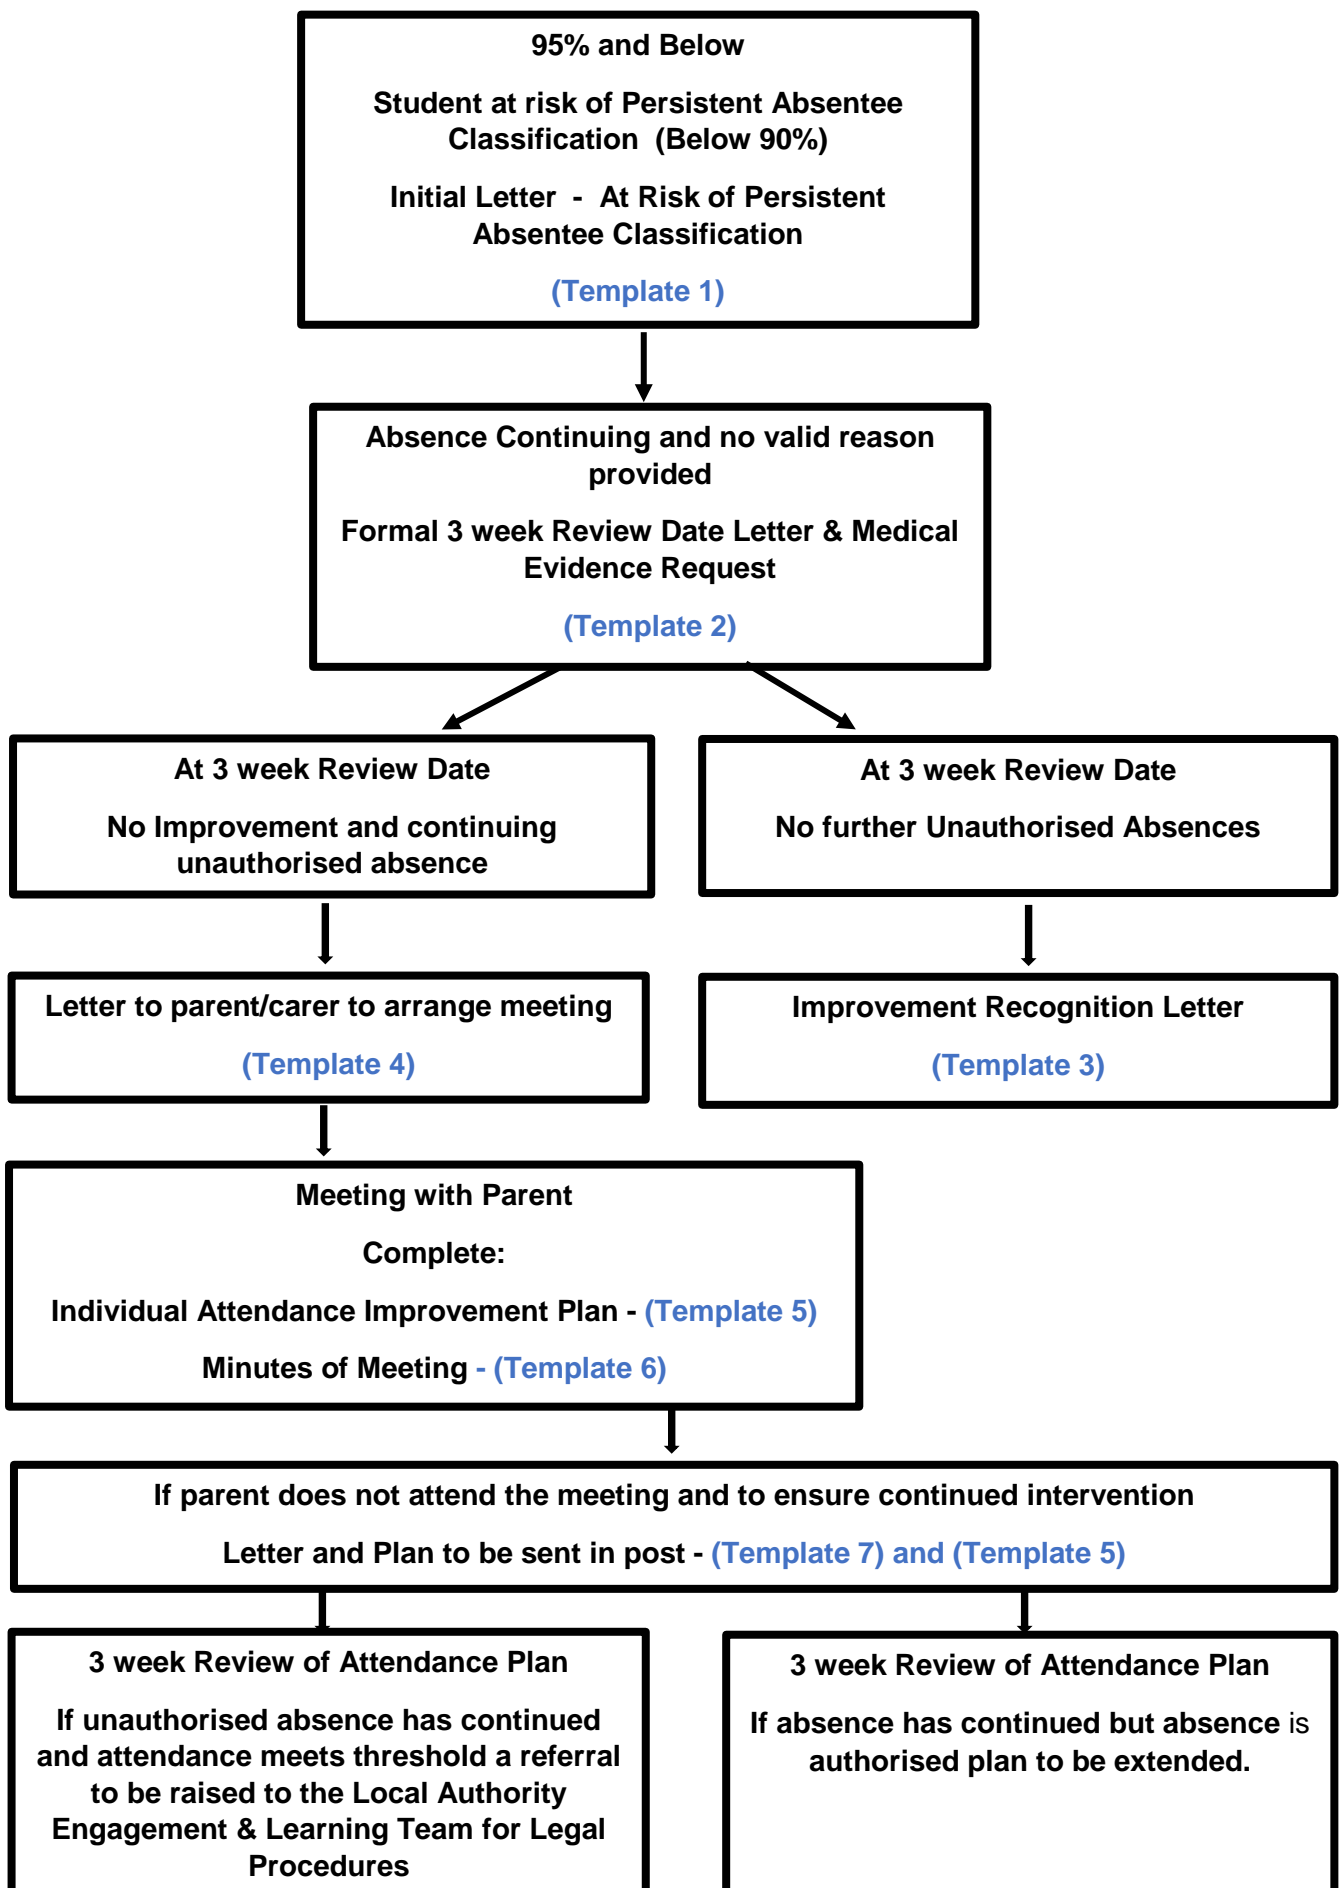 95% and Below
Student at risk of Persistent Absentee
Classification (Below 90%)
Initial Letter - At Risk of Persistent
Absentee Classification
(Template 1)
Absence Continuing and no valid reason
provided
Formal 3 week Review Date Letter & Medical
Evidence Request
(Template 2)
At 3 week Review Date
No Improvement and continuing
unauthorised absence
At 3 week Review Date
No further Unauthorised Absences
Letter to parent/carer to arrange meeting
(Template 4)
Improvement Recognition Letter
(Template 3)
Meeting with Parent
Complete:
Individual Attendance Improvement Plan - (Template 5)
Minutes of Meeting - (Template 6)
If parent does not attend the meeting and to ensure continued intervention
Letter and Plan to be sent in post - (Template 7) and (Template 5)
3 week Review of Attendance Plan
If unauthorised absence has continued
and attendance meets threshold a referral
to be raised to the Local Authority
Engagement & Learning Team for Legal
Procedures
3 week Review of Attendance Plan
If absence has continued but absence is
authorised plan to be extended.